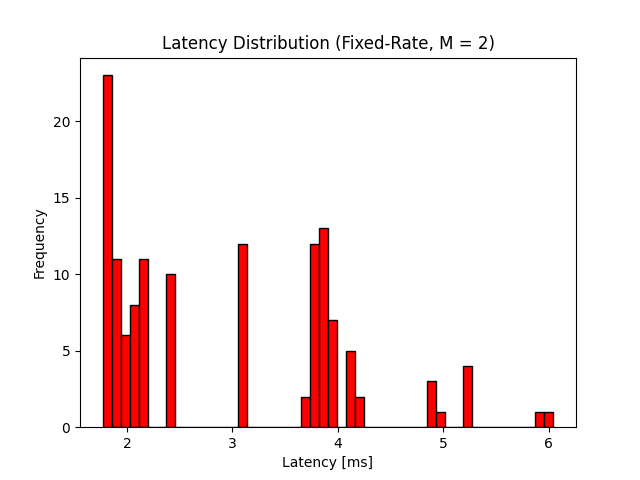 Latency Distribution (Fixed-Rate, M = 2)
Frequency
20
15
10
5
0
2 3 4 5 6
Latency [ms]